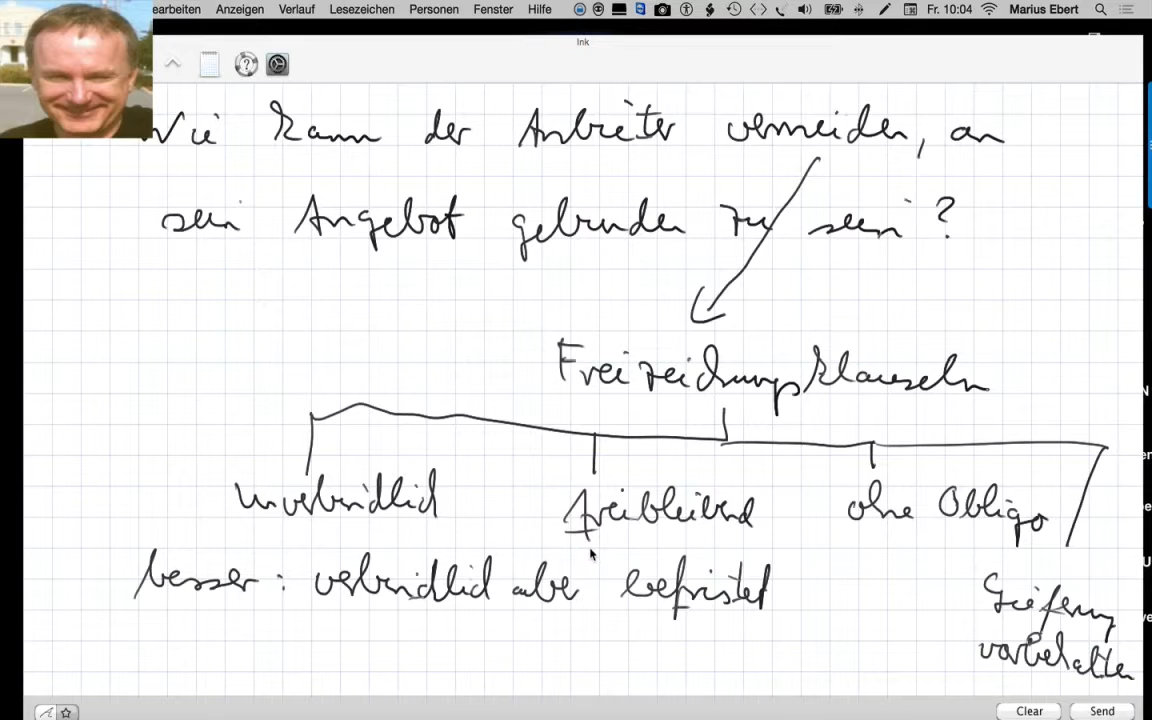 earbeiten Anzeigen Verlauf Lesezeichen Personen Fenster Hilfe Fr. 10:04 Marius Ebert
Ink
Wie kann der Anbieter vermeiden, an
sein Angebot gebunden zu sein?
Freizeichungsklauseln
unverbindlich freibleibend ohne Obligo
besser: verbindlich aber befristet
Lieferung
vorbehalten
Clear Send